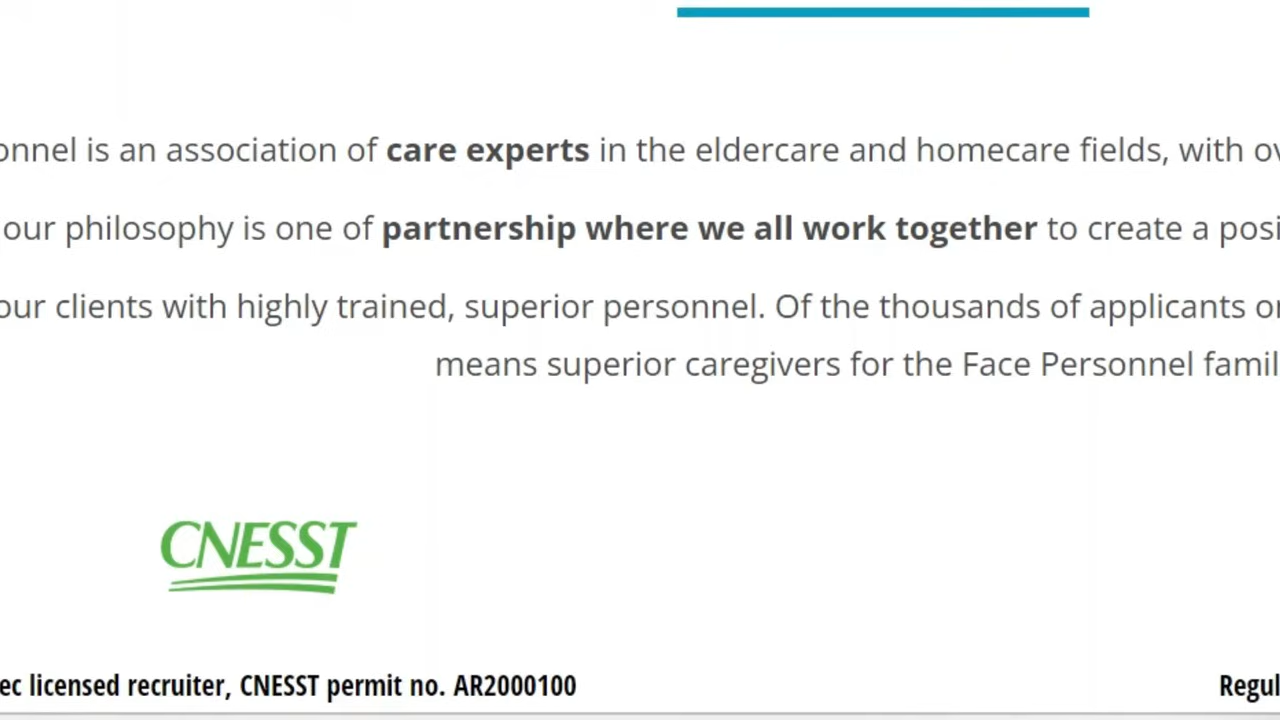 onnel is an association of care experts in the eldercare and homecare fields, with ov
our philosophy is one of partnership where we all work together to create a posi
our clients with highly trained, superior personnel. Of the thousands of applicants or
means superior caregivers for the Face Personnel famil
CNESST
ec licensed recruiter, CNESST permit no. AR2000100
Regul